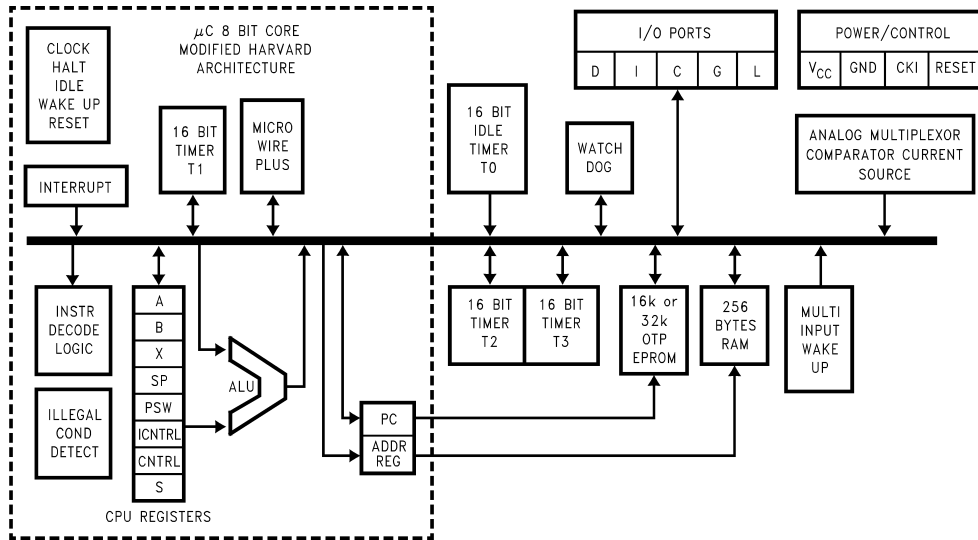 μC 8 BIT CORE
MODIFIED HARVARD
ARCHITECTURE
CLOCK
HALT
IDLE
WAKE UP
RESET
16 BIT
TIMER
T1
MICRO
WIRE
PLUS
INTERRUPT
I/O PORTS
D I C G L
POWER/CONTROL
VCC GND CKI RESET
16 BIT
IDLE
TIMER
T0
WATCH
DOG
ANALOG MULTIPLEXOR
COMPARATOR CURRENT
SOURCE
INSTR
DECODE
LOGIC
ILLEGAL
COND
DETECT
A
B
X
SP
PSW
ICNTRL
CNTRL
S
CPU REGISTERS
ALU
PC
ADDR
REG
16 BIT
TIMER
T2
16 BIT
TIMER
T3
16k or
32k
OTP
EPROM
256
BYTES
RAM
MULTI
INPUT
WAKE
UP